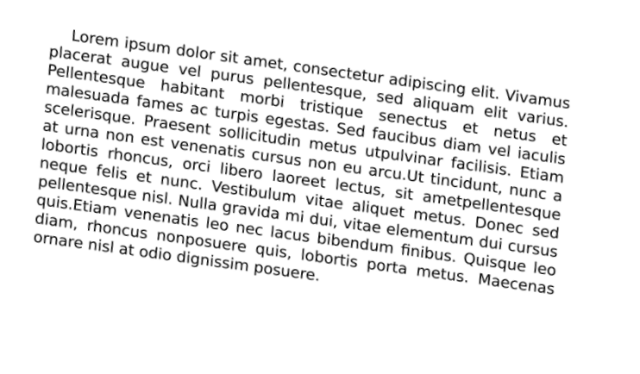 Lorem ipsum dolor sit amet, consectetur adipiscing elit. Vivamus
placerat augue vel purus pellentesque, sed aliquam elit varius.
Pellentesque habitant morbi tristique senectus et netus et
malesuada fames ac turpis egestas. Sed faucibus diam vel iaculis
scelerisque. Praesent sollicitudin metus utpulvinar facilisis. Etiam
at urna non est venenatis cursus non eu arcu.Ut tincidunt, nunc a
lobortis rhoncus, orci libero laoreet lectus, sit ametpellentesque
neque felis et nunc. Vestibulum vitae aliquet metus. Donec sed
pellentesque nisl. Nulla gravida mi dui, vitae elementum dui cursus
quis.Etiam venenatis leo nec lacus bibendum finibus. Quisque leo
diam, rhoncus nonposuere quis, lobortis porta metus. Maecenas
ornare nisl at odio dignissim posuere.